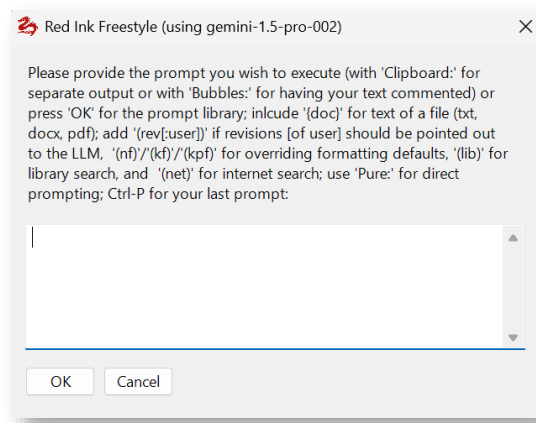 Red Ink Freestyle (using gemini-1.5-pro-002)
Please provide the prompt you wish to execute (with 'Clipboard:' for
separate output or with 'Bubbles:' for having your text commented) or
press 'OK' for the prompt library; inlcude '{doc}' for text of a file (txt,
docx, pdf); add '(rev[:user])' if revisions [of user] should be pointed out
to the LLM,  '(nf)'/'(kf)'/'(kpf)' for overriding formatting defaults, '(lib)' for
library search, and  '(net)' for internet search; use 'Pure:' for direct
prompting; Ctrl-P for your last prompt:
OK Cancel